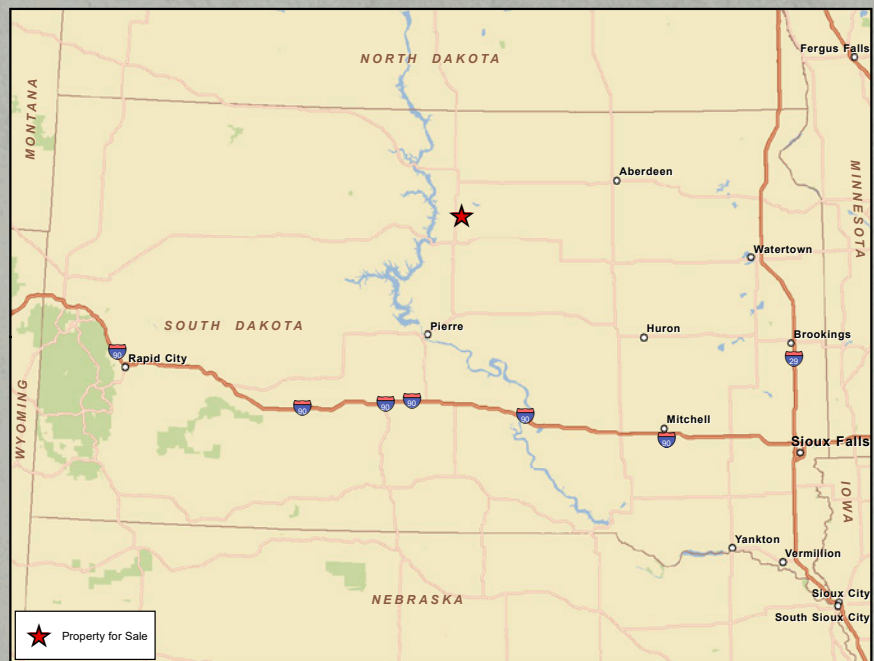 NORTH DAKOTA
Fergus Falls
MONTANA
Aberdeen
MINNESOTA
Watertown
SOUTH DAKOTA
Pierre
Huron
Brookings
90
Rapid City
29
WYOMING
90
90
90
90
Mitchell
90
Sioux Falls
IOWA
Yankton
Vermillion
NEBRASKA
Sioux City
South Sioux City
Property for Sale